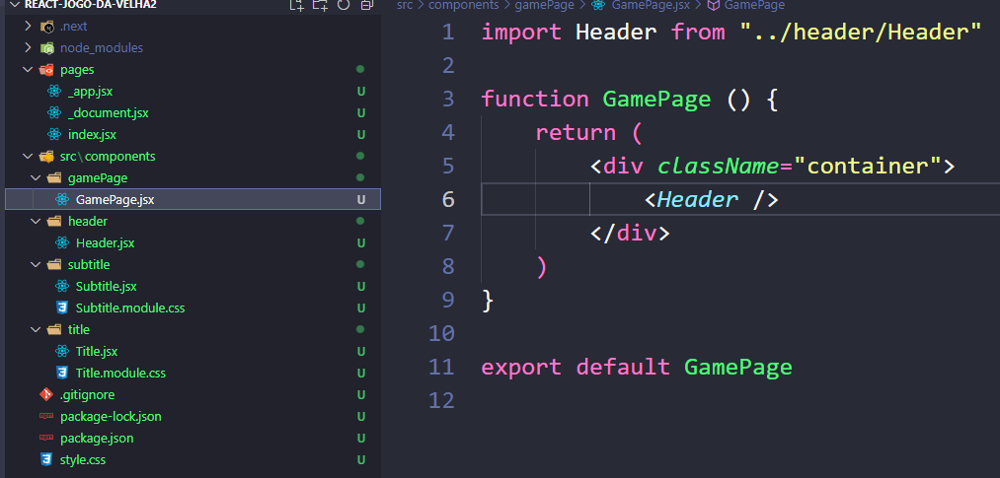 REACT-JOGO-DA-VELHA2
.next
node_modules
pages
_app.jsx U
_document.jsx U
index.jsx U
src\components
gamePage
GamePage.jsx U
header
Header.jsx U
subtitle
Subtitle.jsx U
Subtitle.module.css U
title
Title.jsx U
Title.module.css U
.gitignore U
package-lock.json U
package.json U
style.css U
src > components > gamePage > GamePage.jsx > GamePage
1 import Header from "../header/Header"
2
3 function GamePage () {
4     return (
5         <div className="container">
6             <Header />
7         </div>
8     )
9 }
10
11 export default GamePage
12